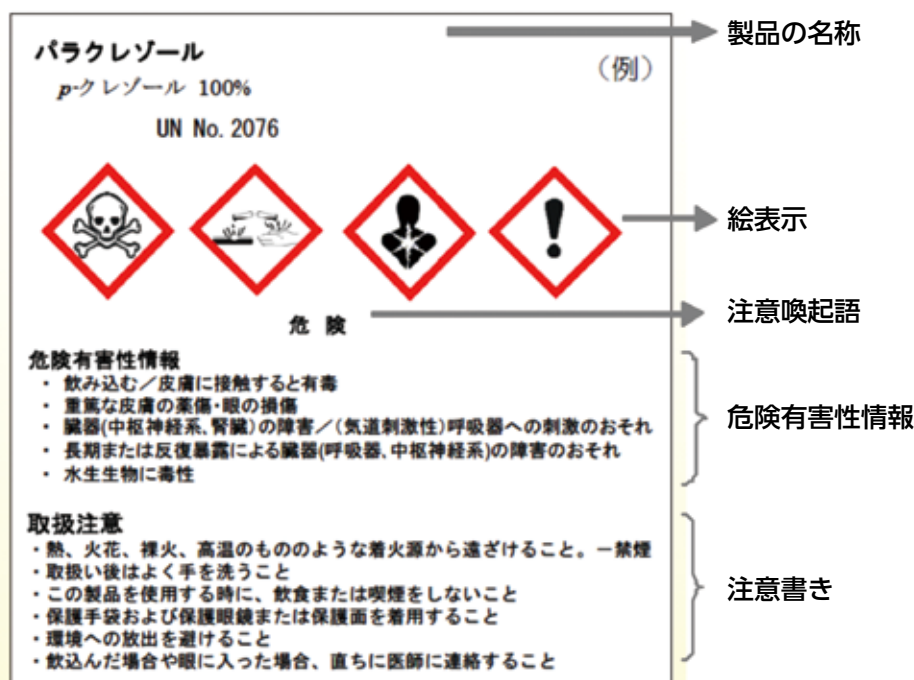 パラクレゾール
製品の名称
(例)
p-クレゾール 100%
UN No. 2076
絵表示
危 険
注意喚起語
危険有害性情報
・ 飲み込む／皮膚に接触すると有毒
・ 重篤な皮膚の薬傷・眼の損傷
・ 臓器(中枢神経系、腎臓)の障害／(気道刺激性)呼吸器への刺激のおそれ
・ 長期または反復暴露による臓器(呼吸器、中枢神経系)の障害のおそれ
・ 水生生物に毒性
危険有害性情報
取扱注意
・熱、火花、裸火、高温のもののような着火源から遠ざけること。－禁煙
・取扱い後はよく手を洗うこと
・この製品を使用する時に、飲食または喫煙をしないこと
・保護手袋および保護眼鏡または保護面を着用すること
・環境への放出を避けること
・飲込んだ場合や眼に入った場合、直ちに医師に連絡すること
注意書き